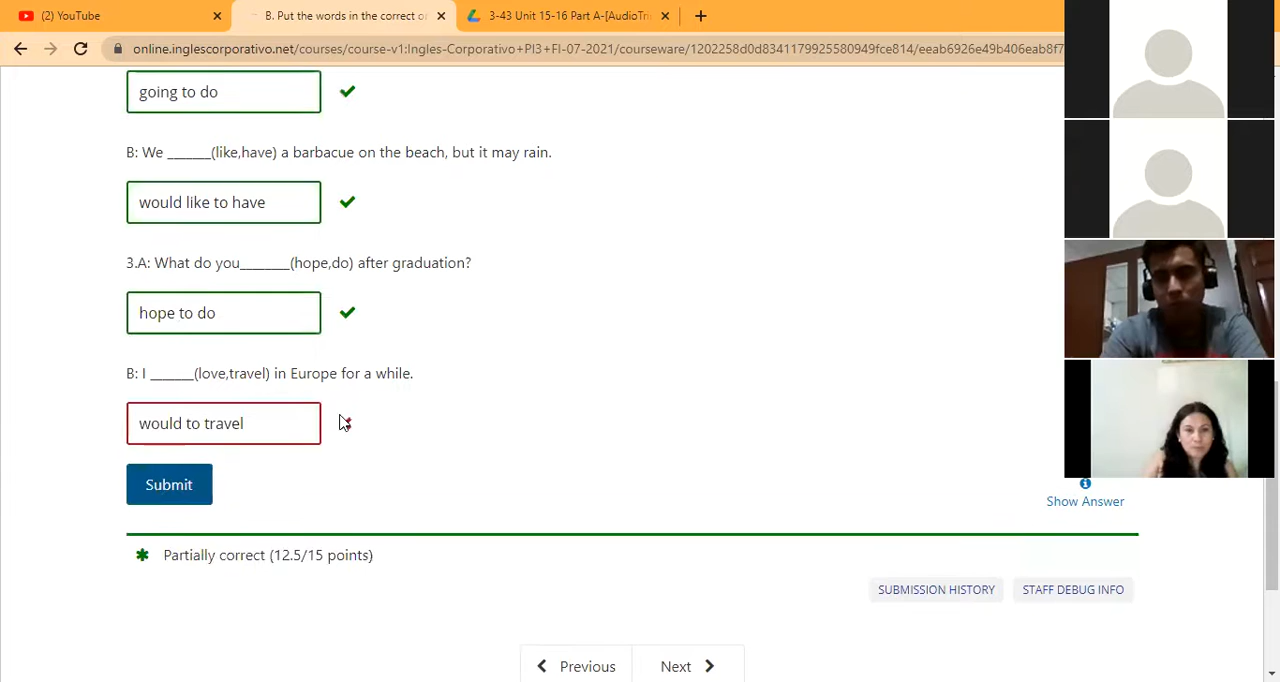 (2) YouTube
B. Put the words in the correct or
3-43 Unit 15-16 Part A-[AudioTri
online.inglescorporativo.net/courses/course-v1:Ingles-Corporativo+PI3+FI-07-2021/courseware/1202258d0d8341179925580949fce814/eeab6926e49b406eab8f7
going to do
B: We ______(like,have) a barbacue on the beach, but it may rain.
would like to have
3.A: What do you_______(hope,do) after graduation?
hope to do
B: I ______(love,travel) in Europe for a while.
would to travel
Submit
Show Answer
Partially correct (12.5/15 points)
SUBMISSION HISTORY
STAFF DEBUG INFO
Previous
Next